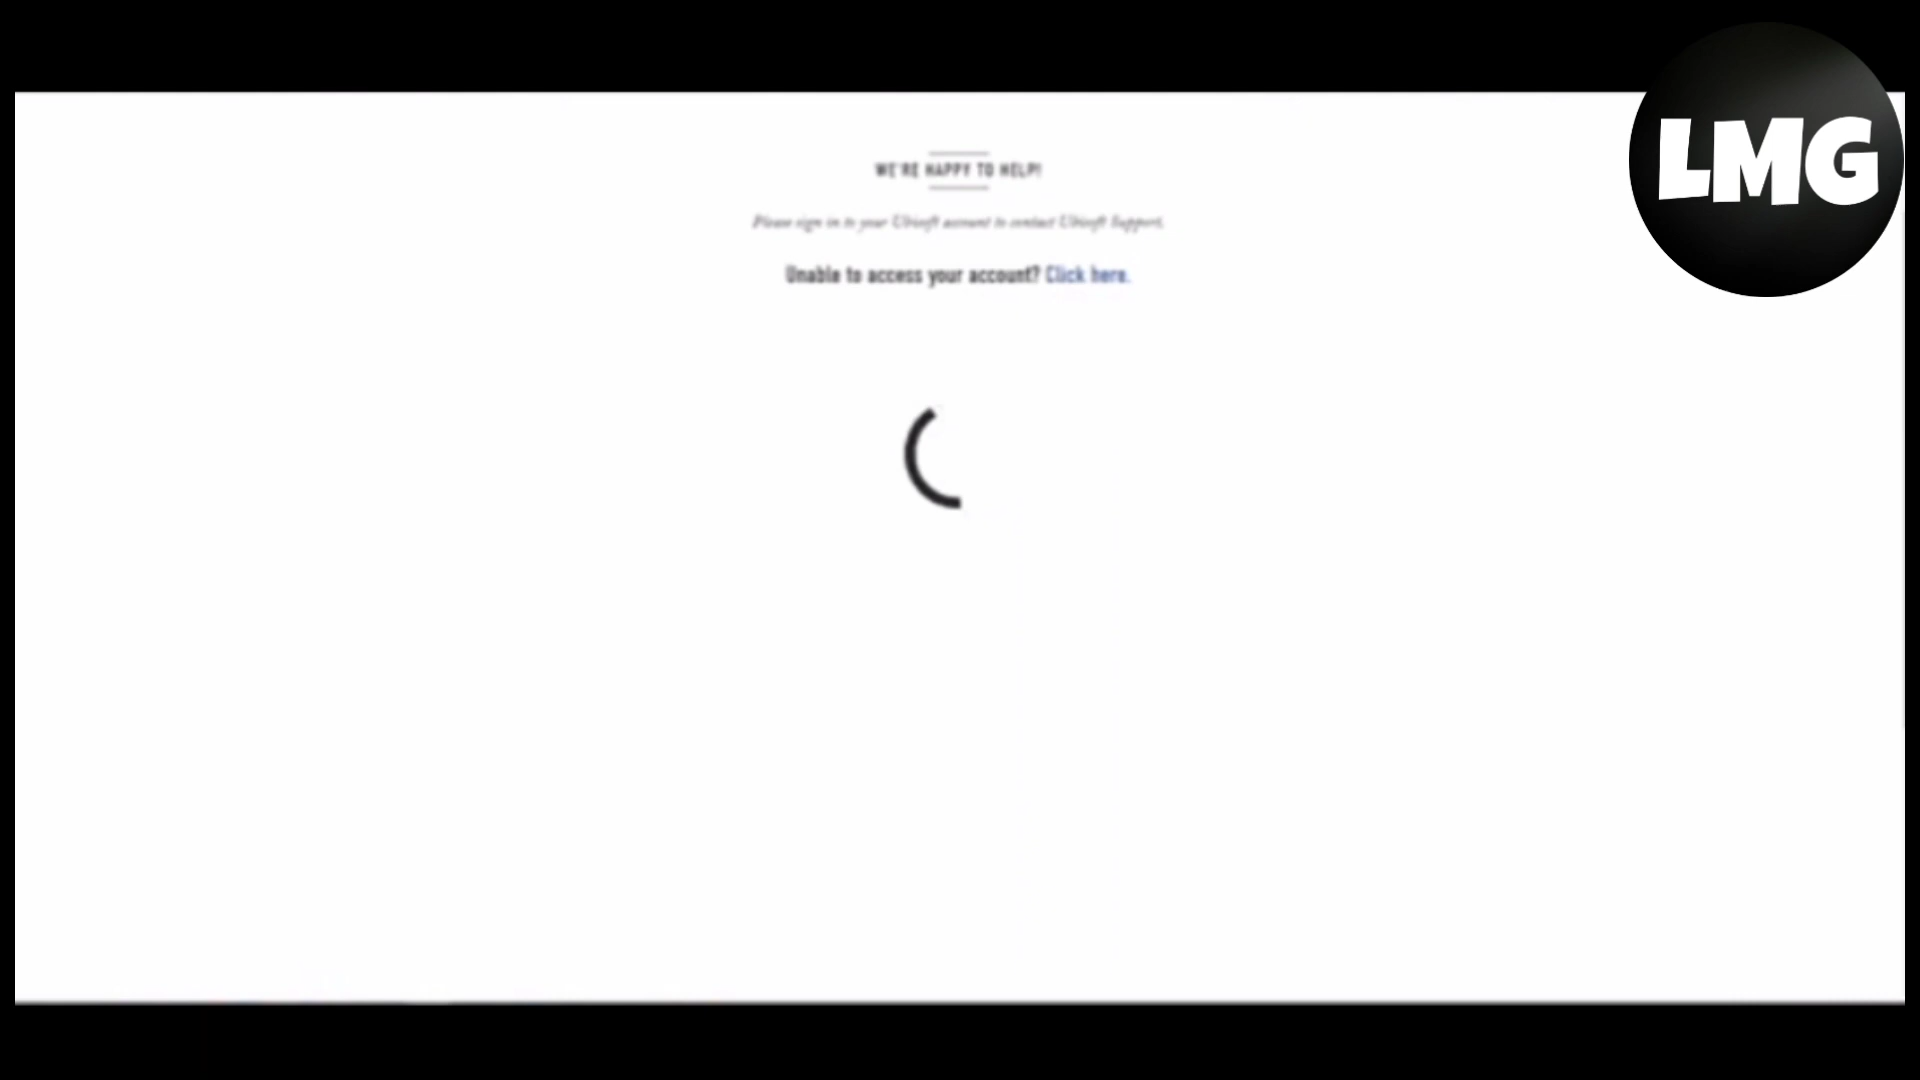 LMG
WE'RE HAPPY TO HELP!
Please sign in to your Ubisoft account to contact Ubisoft Support.
Unable to access your account? Click here.